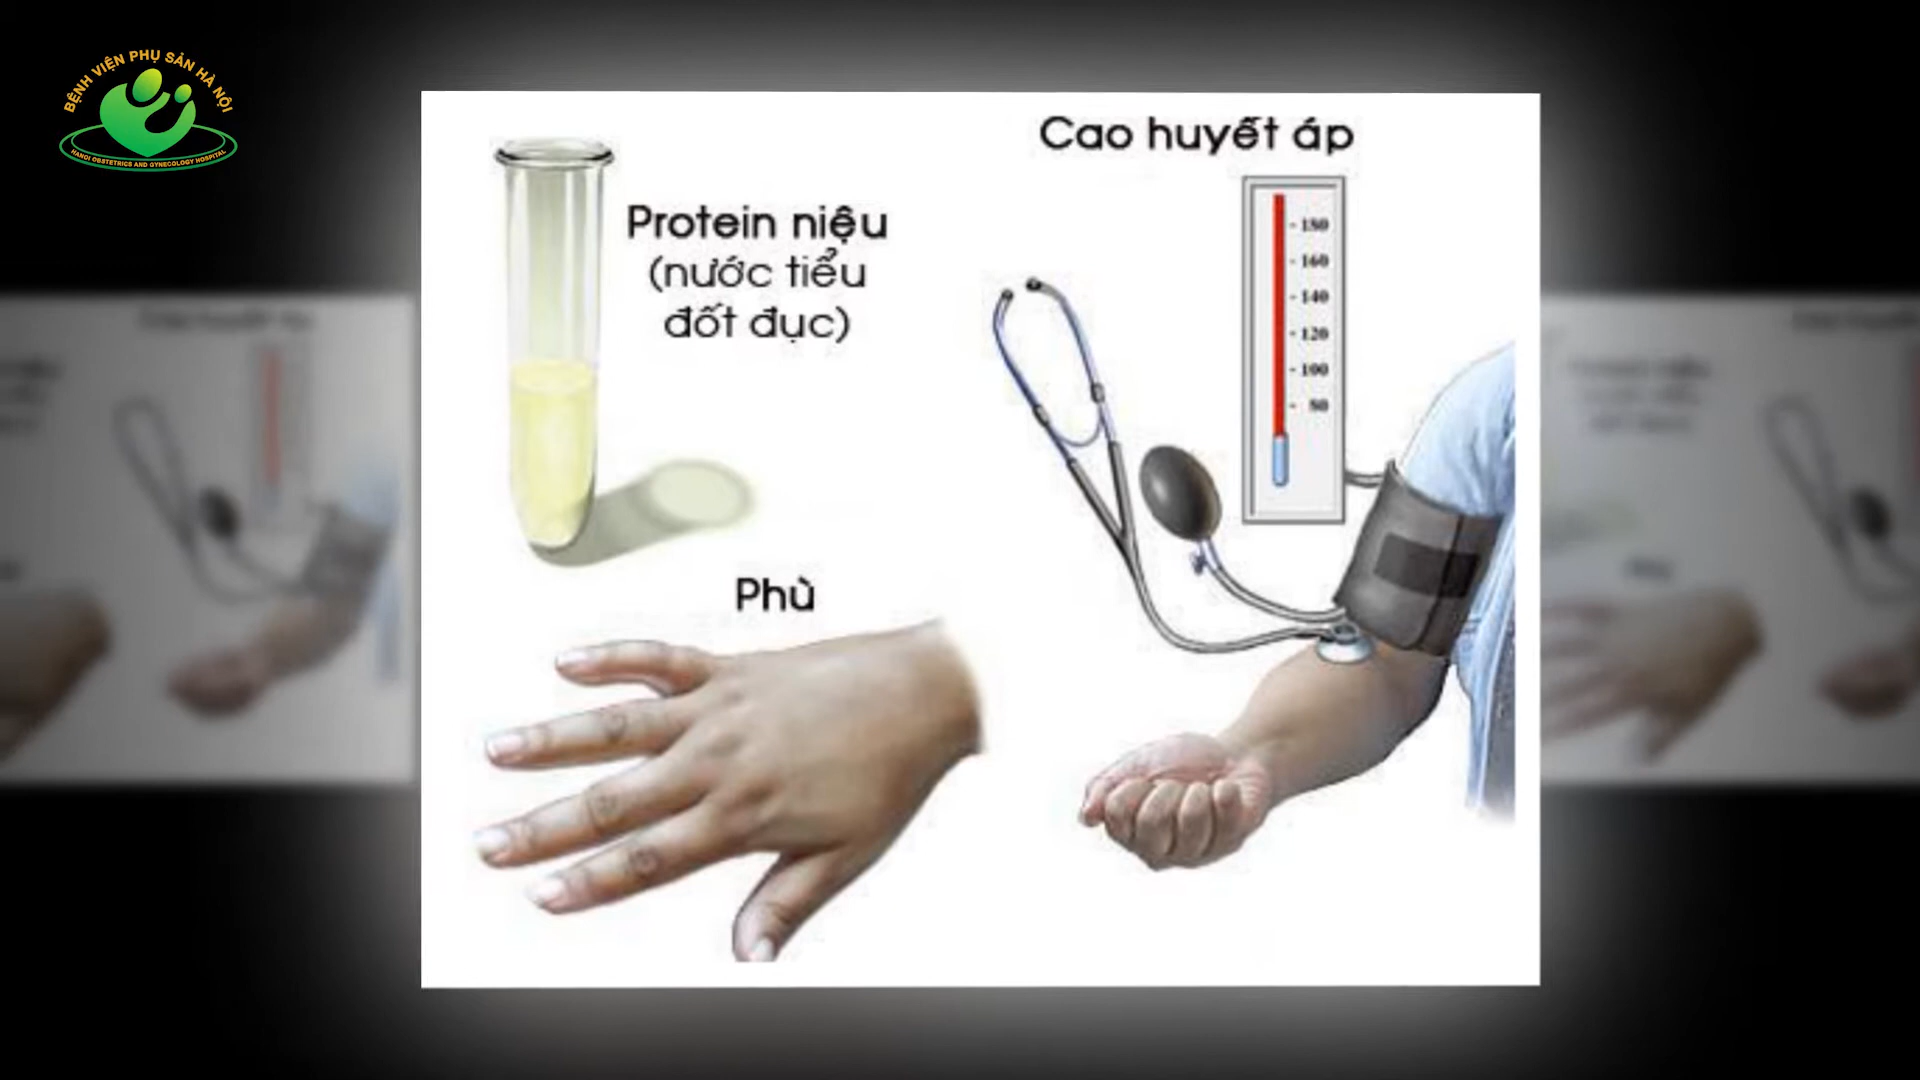 BỆNH VIỆN PHỤ SẢN HÀ NỘI
HANOI OBSTETRICS AND GYNECOLOGY HOSPITAL
Cao huyết áp
Protein niệu
(nước tiểu
đốt đục)
180
160
140
120
100
80
Phù